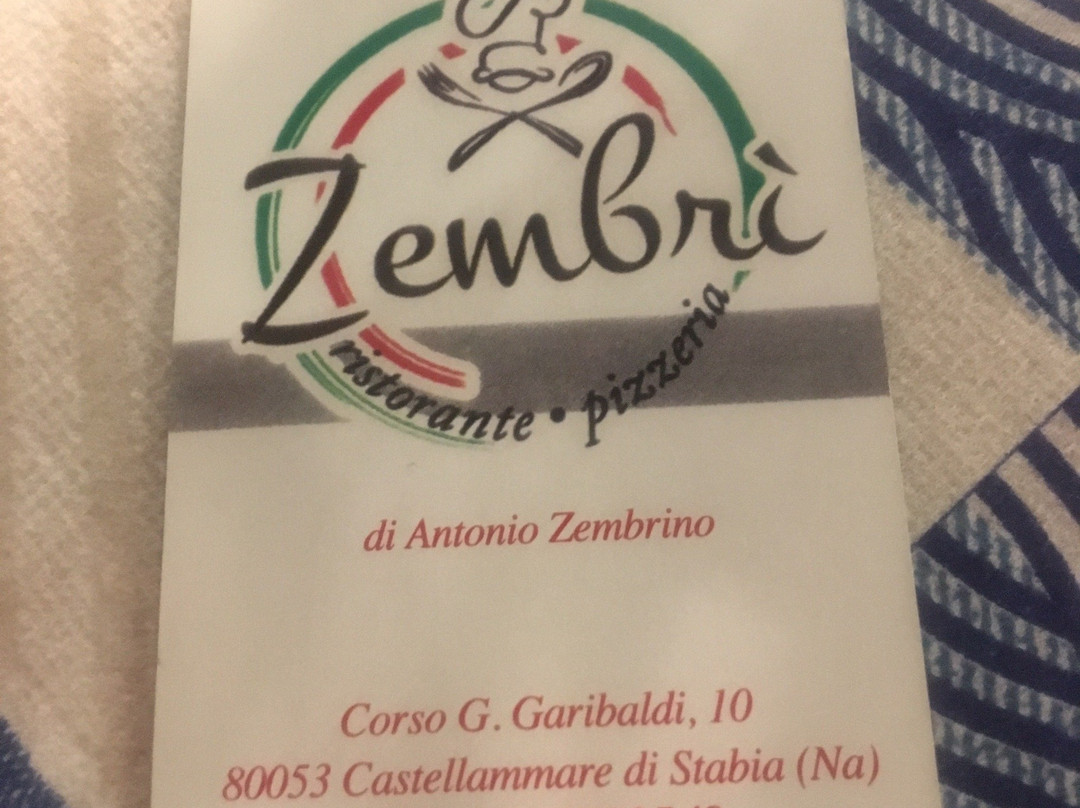 Zembrì
ristorante • pizzeria
di Antonio Zembrino
Corso G. Garibaldi, 10
80053 Castellammare di Stabia (Na)